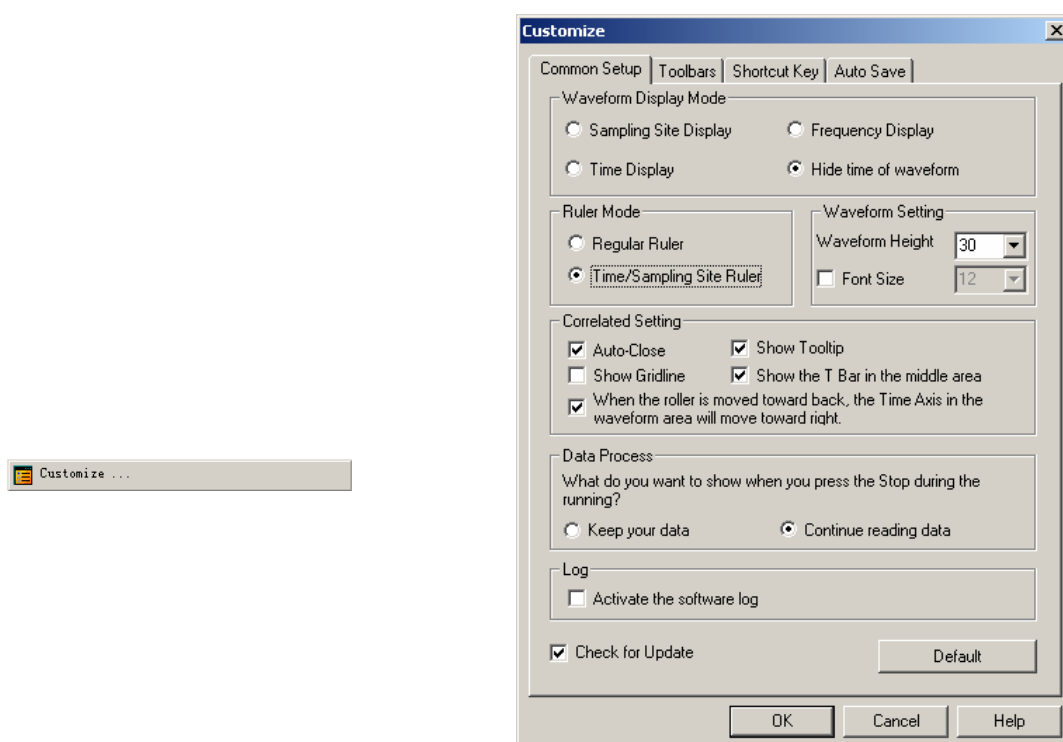 Customize ...
Customize
Common Setup Toolbars Shortcut Key Auto Save
Waveform Display Mode
Sampling Site Display Frequency Display
Time Display Hide time of waveform
Ruler Mode
Regular Ruler
Time/Sampling Site Ruler
Waveform Setting
Waveform Height 30
Font Size 12
Correlated Setting
Auto-Close Show Tooltip
Show Gridline Show the T Bar in the middle area
When the roller is moved toward back, the Time Axis in the
waveform area will move toward right.
Data Process
What do you want to show when you press the Stop during the
running?
Keep your data Continue reading data
Log
Activate the software log
Check for Update Default
OK Cancel Help